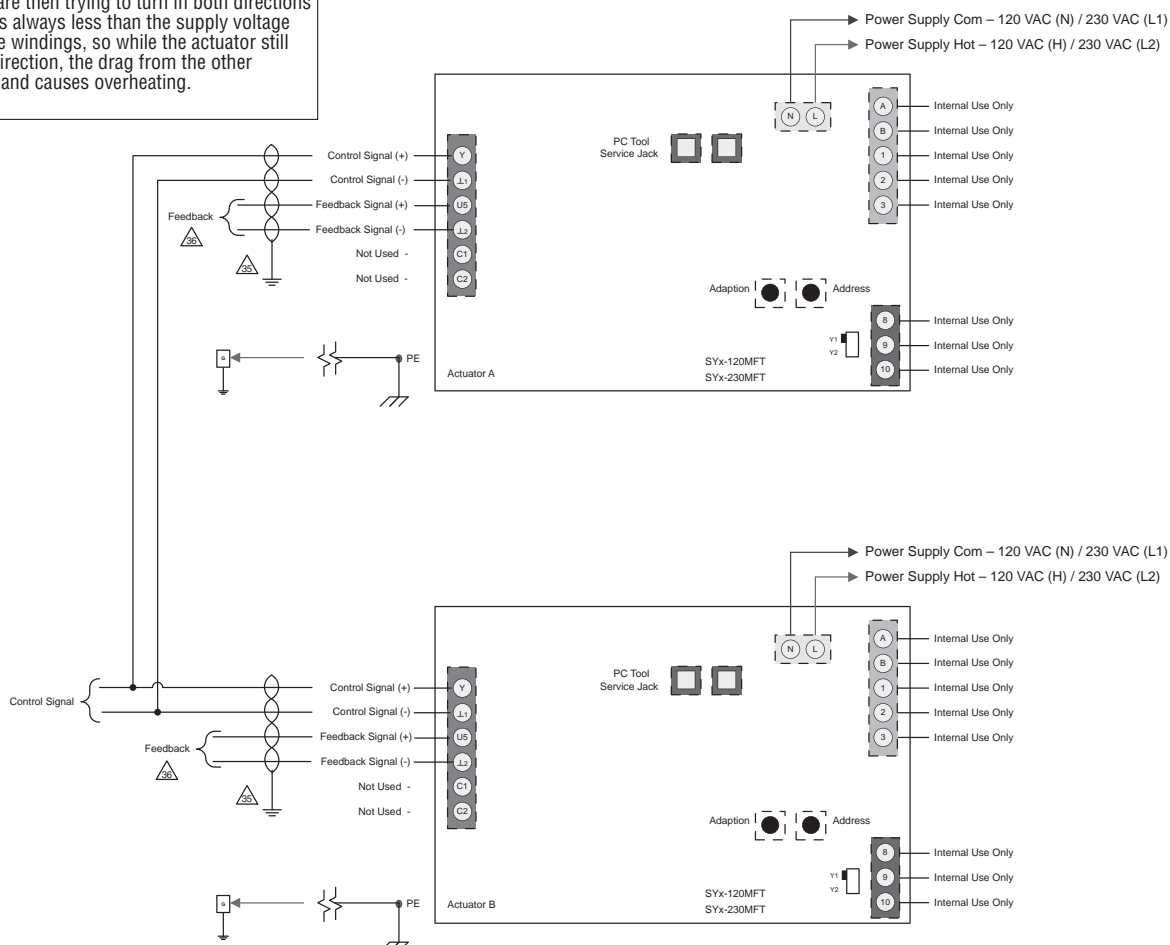 are then trying to turn in both directions
s always less than the supply voltage
e windings, so while the actuator still
direction, the drag from the other
and causes overheating.
Power Supply Com – 120 VAC (N) / 230 VAC (L1)
Power Supply Hot – 120 VAC (H) / 230 VAC (L2)
N L
PC Tool
Service Jack
A Internal Use Only
B Internal Use Only
1 Internal Use Only
2 Internal Use Only
3 Internal Use Only
Control Signal (+) Y
Control Signal (-) ⊥1
Feedback Signal (+) U5
Feedback Signal (-) ⊥2
Not Used - C1
Not Used - C2
Feedback
36
35
Adaption Address
8 Internal Use Only
9 Internal Use Only
10 Internal Use Only
Y1
Y2
G PE
Actuator A
SYx-120MFT
SYx-230MFT
Power Supply Com – 120 VAC (N) / 230 VAC (L1)
Power Supply Hot – 120 VAC (H) / 230 VAC (L2)
N L
PC Tool
Service Jack
A Internal Use Only
B Internal Use Only
1 Internal Use Only
2 Internal Use Only
3 Internal Use Only
Control Signal
Control Signal (+) Y
Control Signal (-) ⊥1
Feedback Signal (+) U5
Feedback Signal (-) ⊥2
Not Used - C1
Not Used - C2
Feedback
36
35
Adaption Address
8 Internal Use Only
9 Internal Use Only
10 Internal Use Only
Y1
Y2
G PE
Actuator B
SYx-120MFT
SYx-230MFT